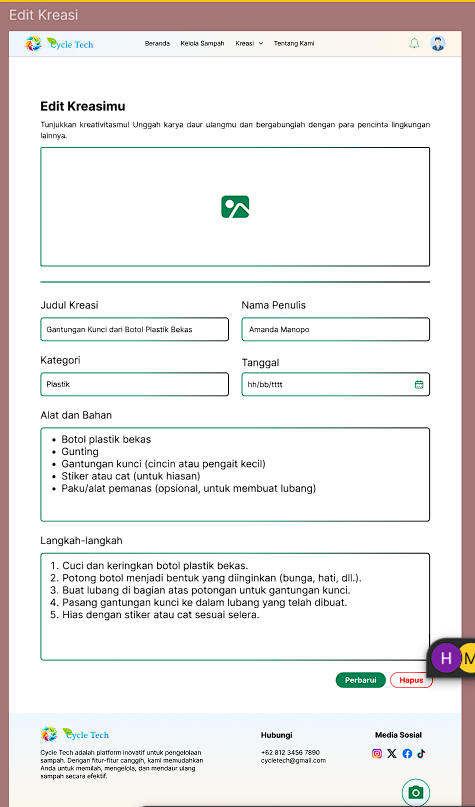 Edit Kreasi
Cycle Tech
Beranda Kelola Sampah Kreasi Tentang Kami
Edit Kreasimu
Tunjukkan kreativitasmu! Unggah karya daur ulangmu dan bergabunglah dengan para pencinta lingkungan
lainnya.
Judul Kreasi
Nama Penulis
Gantungan Kunci dari Botol Plastik Bekas
Amanda Manopo
Kategori
Tanggal
Plastik
hh/bb/tttt
Alat dan Bahan
• Botol plastik bekas
• Gunting
• Gantungan kunci (cincin atau pengait kecil)
• Stiker atau cat (untuk hiasan)
• Paku/alat pemanas (opsional, untuk membuat lubang)
Langkah-langkah
1. Cuci dan keringkan botol plastik bekas.
2. Potong botol menjadi bentuk yang diinginkan (bunga, hati, dll.).
3. Buat lubang di bagian atas potongan untuk gantungan kunci.
4. Pasang gantungan kunci ke dalam lubang yang telah dibuat.
5. Hias dengan stiker atau cat sesuai selera.
H M
Perbarui Hapus
Cycle Tech
Cycle Tech adalah platform inovatif untuk pengelolaan
sampah. Dengan fitur-fitur canggih, kami memudahkan
Anda untuk memilah, mengelola, dan mendaur ulang
sampah secara efektif.
Hubungi
+62 812 3456 7890
cycletech@gmail.com
Media Sosial